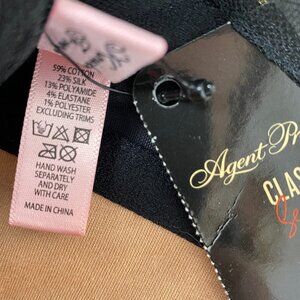 59% COTTON
23% SILK
13% POLYAMIDE
4% ELASTANE
1% POLYESTER
EXCLUDING TRIMS
HAND WASH
SEPARATELY
AND DRY
WITH CARE
MADE IN CHINA
Agent Pr
CLAS